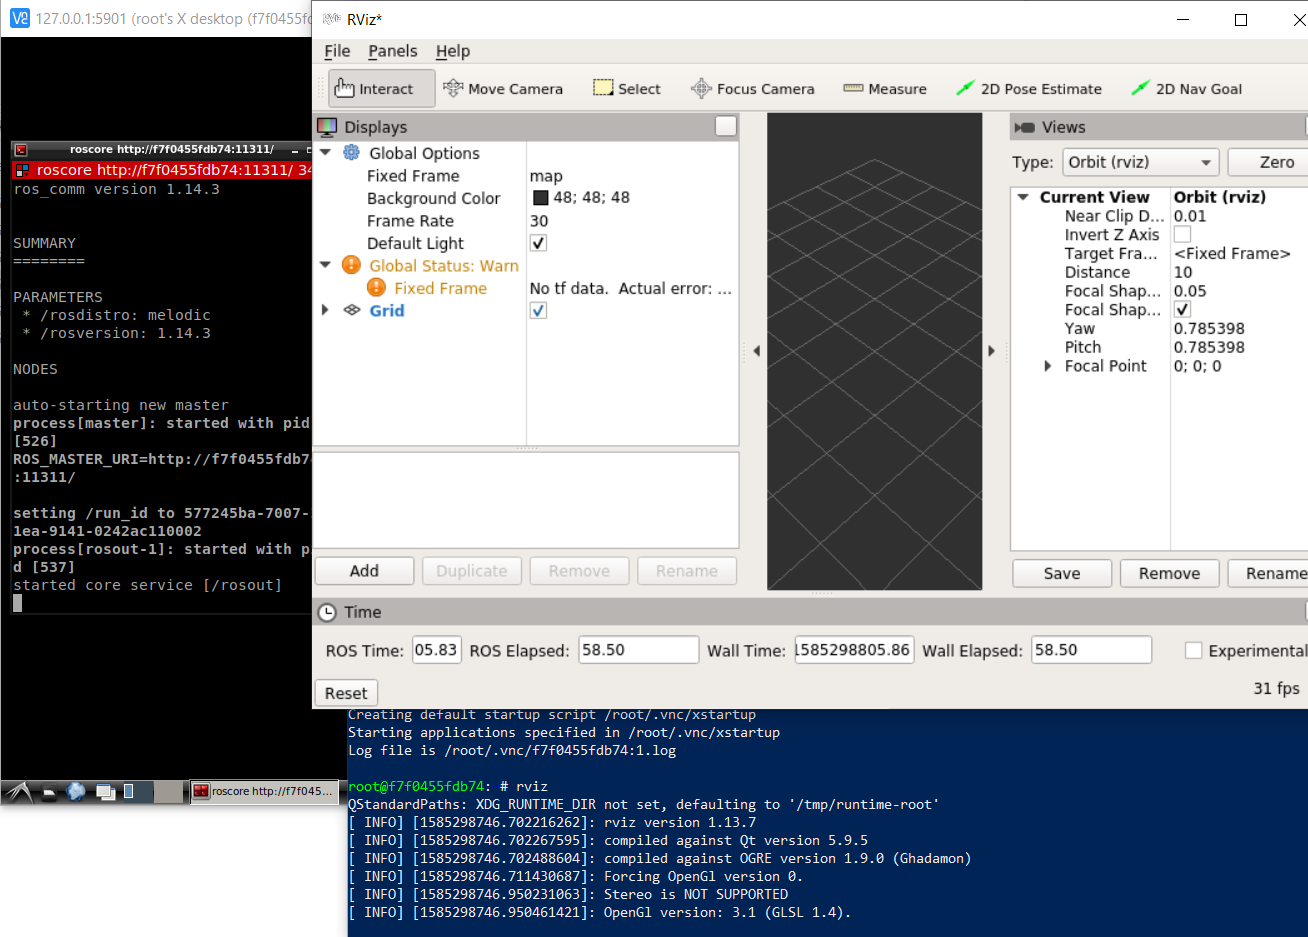 127.0.0.1:5901 (root's X desktop (f7f0455fd
RViz*
File Panels Help
Interact Move Camera Select Focus Camera Measure 2D Pose Estimate 2D Nav Goal
Displays
Global Options
Fixed Frame map
Background Color 48; 48; 48
Frame Rate 30
Default Light
Global Status: Warn
Fixed Frame No tf data.  Actual error: ...
Grid
Add Duplicate Remove Rename
Views
Type: Orbit (rviz) Zero
Current View Orbit (rviz)
Near Clip D... 0.01
Invert Z Axis
Target Fra... <Fixed Frame>
Distance 10
Focal Shap... 0.05
Focal Shap...
Yaw 0.785398
Pitch 0.785398
Focal Point 0; 0; 0
Save Remove Rename
Time
ROS Time: 05.83 ROS Elapsed: 58.50 Wall Time: 1585298805.86 Wall Elapsed: 58.50 Experimental
Reset 31 fps
roscore http://f7f0455fdb74:11311/
roscore http://f7f0455fdb74:11311/ 34
ros_comm version 1.14.3
SUMMARY
========
PARAMETERS
* /rosdistro: melodic
* /rosversion: 1.14.3
NODES
auto-starting new master
process[master]: started with pid
[526]
ROS_MASTER_URI=http://f7f0455fdb7
:11311/
setting /run_id to 577245ba-7007-
1ea-9141-0242ac110002
process[rosout-1]: started with p
d [537]
started core service [/rosout]
roscore http://f7f045...
Creating default startup script /root/.vnc/xstartup
Starting applications specified in /root/.vnc/xstartup
Log file is /root/.vnc/f7f0455fdb74:1.log
root@f7f0455fdb74: # rviz
QStandardPaths: XDG_RUNTIME_DIR not set, defaulting to '/tmp/runtime-root'
[ INFO] [1585298746.702216262]: rviz version 1.13.7
[ INFO] [1585298746.702267595]: compiled against Qt version 5.9.5
[ INFO] [1585298746.702488604]: compiled against OGRE version 1.9.0 (Ghadamon)
[ INFO] [1585298746.711430687]: Forcing OpenGl version 0.
[ INFO] [1585298746.950231063]: Stereo is NOT SUPPORTED
[ INFO] [1585298746.950461421]: OpenGl version: 3.1 (GLSL 1.4).